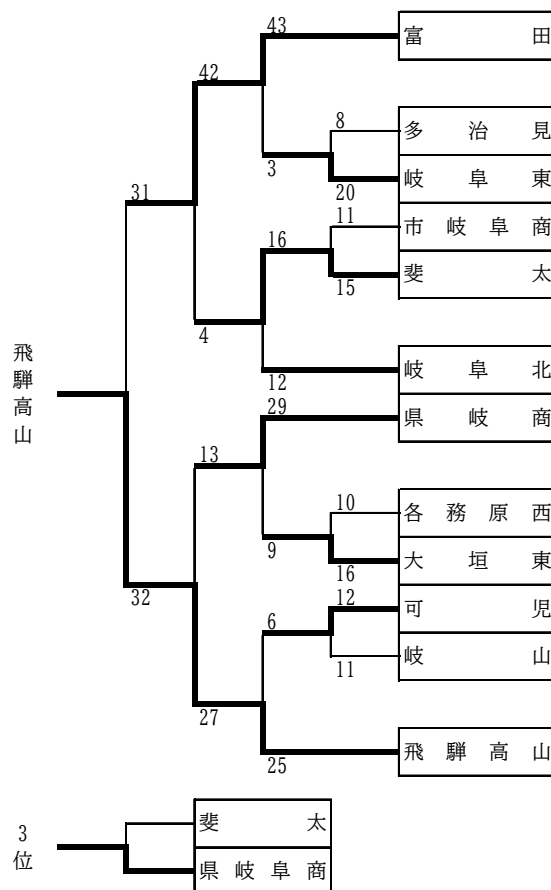 43
富田
42
8
多治見
3
岐阜東
20
31
11
市岐阜商
16
斐太
15
4
飛騨高山
岐阜北
12
29
県岐商
13
10
各務原西
9
大垣東
16
32
12
可児
6
岐山
11
27
飛騨高山
25
3位
斐太
県岐阜商